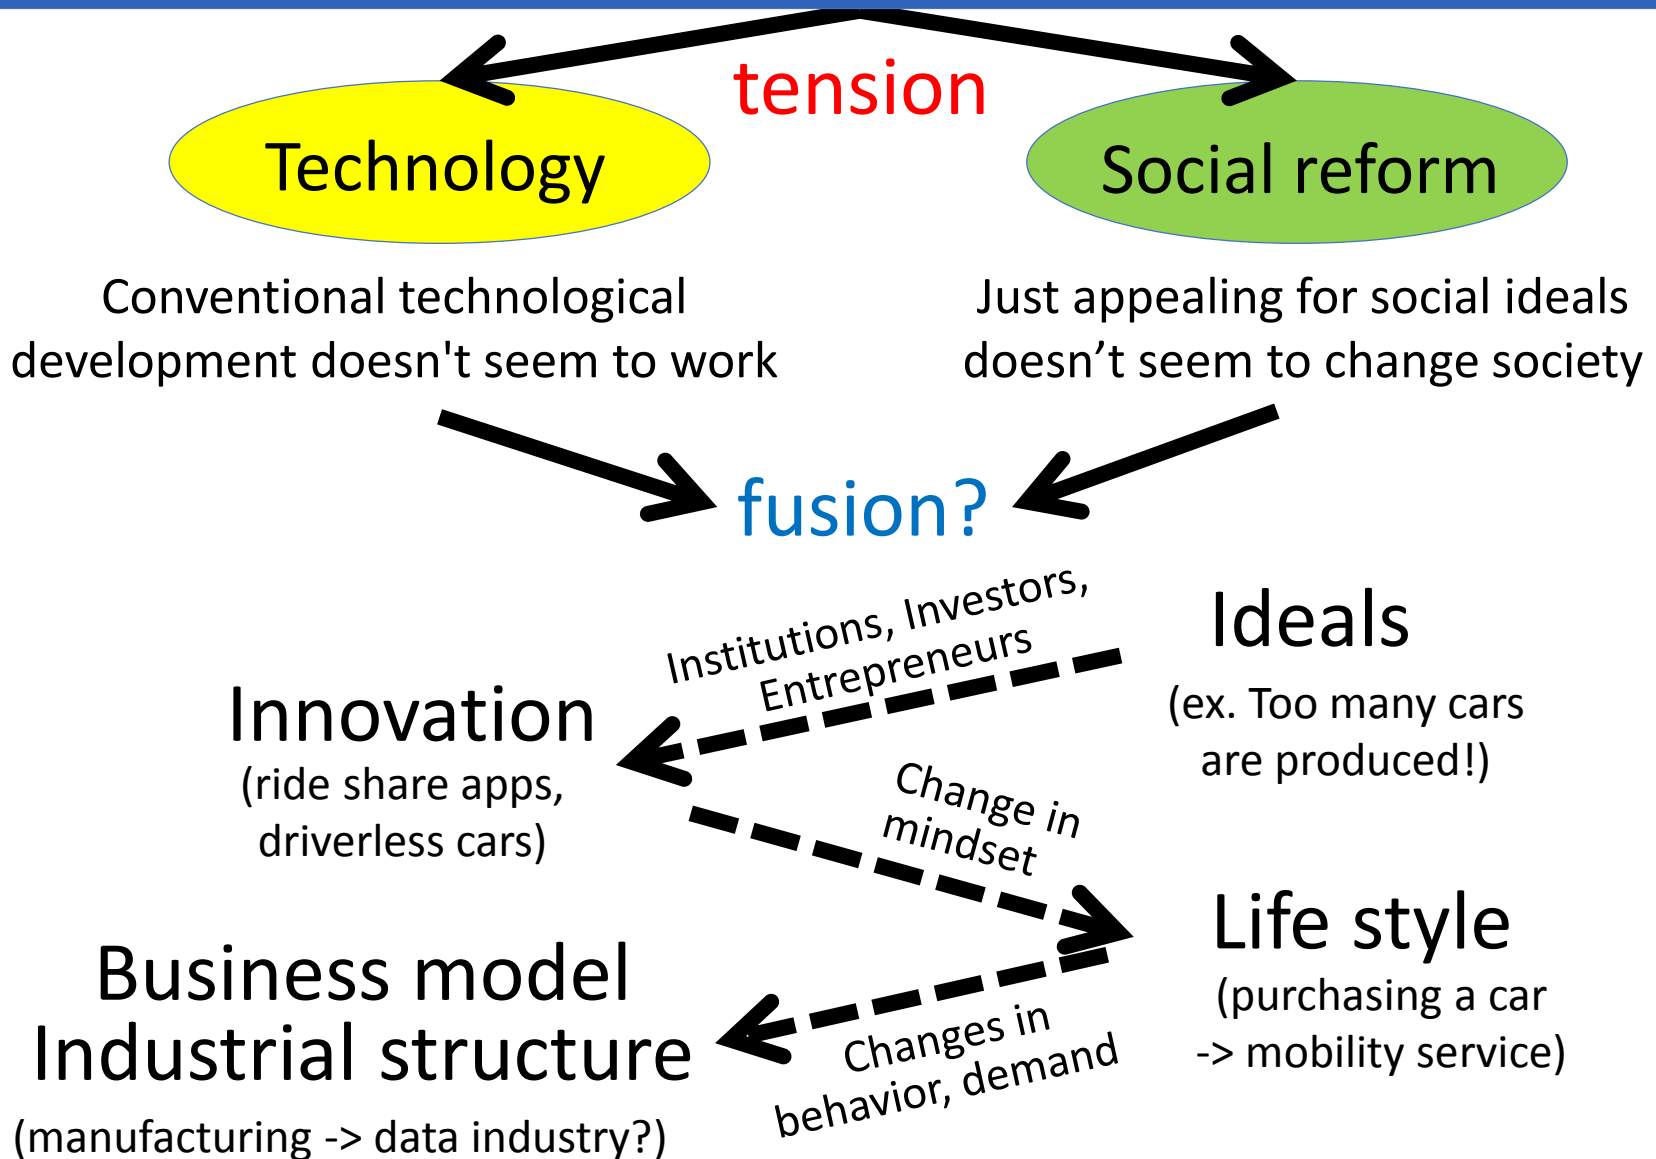 tension
Technology
Social reform
Conventional technological
development doesn't seem to work
Just appealing for social ideals
doesn’t seem to change society
fusion?
Institutions, Investors,
Entrepreneurs
Ideals
(ex. Too many cars
are produced!)
Innovation
(ride share apps,
driverless cars)
Change in
mindset
Life style
(purchasing a car
-> mobility service)
Business model
Industrial structure
(manufacturing -> data industry?)
Changes in
behavior, demand